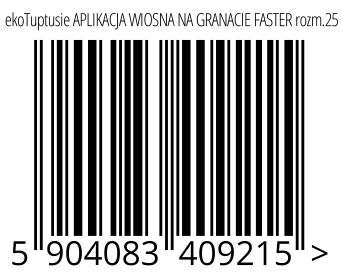 ekoTuptusie APLIKACJA WIOSNA NA GRANACIE FASTER rozm.25
5 904083 409215 >